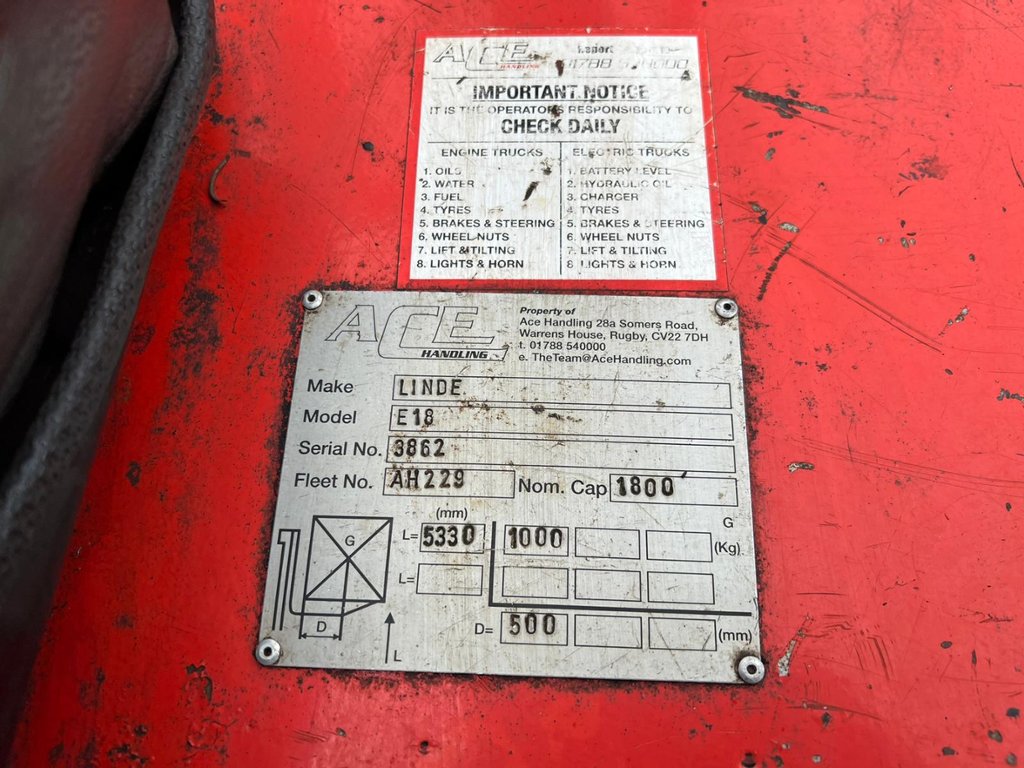 ACE
HANDLING
IMPORTANT NOTICE
IT IS THE OPERATORS RESPONSIBILITY TO
CHECK DAILY
ENGINE TRUCKS
1. OILS
2. WATER
3. FUEL
4. TYRES
5. BRAKES & STEERING
6. WHEEL NUTS
7. LIFT & TILTING
8. LIGHTS & HORN
ELECTRIC TRUCKS
1. BATTERY LEVEL
2. HYDRAULIC OIL
3. CHARGER
4. TYRES
5. BRAKES & STEERING
6. WHEEL NUTS
7. LIFT & TILTING
8. LIGHTS & HORN
ACE
HANDLING
Property of
Ace Handling 28a Somers Road,
Warrens House, Rugby, CV22 7DH
t. 01788 540000
e. TheTeam@AceHandling.com
Make LINDE
Model E18
Serial No. 3862
Fleet No. AH229 Nom. Cap 1800
(mm) G
L= 5330 1000 (Kg)
L=
D= 500 (mm)
G
D
L